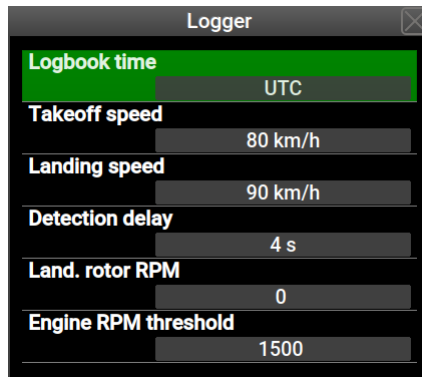 Logger
Logbook time
UTC
Takeoff speed
80 km/h
Landing speed
90 km/h
Detection delay
4 s
Land. rotor RPM
0
Engine RPM threshold
1500